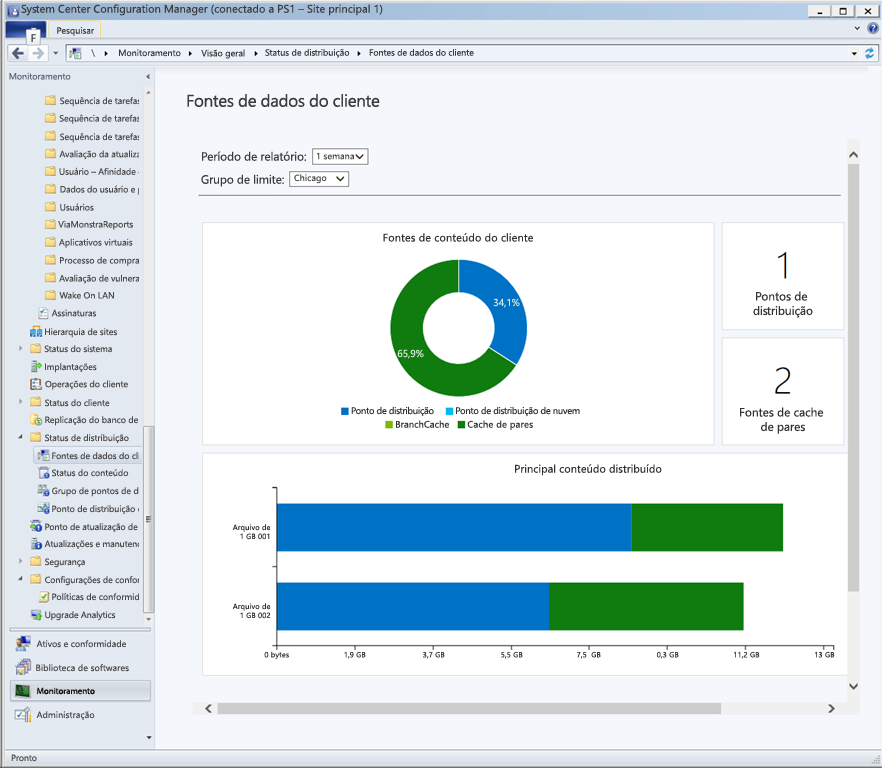 System Center Configuration Manager (conectado a PS1 – Site principal 1)
F
Pesquisar
\ Monitoramento Visão geral Status de distribuição Fontes de dados do cliente
Monitoramento
Sequência de tarefas
Sequência de tarefas
Sequência de tarefas
Avaliação da atualiza
Usuário – Afinidade
Dados do usuário e p
Usuários
ViaMonstraReports
Aplicativos virtuais
Processo de compra
Avaliação de vulnera
Wake On LAN
Assinaturas
Hierarquia de sites
Status do sistema
Implantações
Operações do cliente
Status do cliente
Replicação do banco de
Status de distribuição
Fontes de dados do cl
Status do conteúdo
Grupo de pontos de d
Ponto de distribuição
Ponto de atualização de
Atualizações e manuten
Segurança
Configurações de confor
Políticas de conformid
Upgrade Analytics
Ativos e conformidade
Biblioteca de softwares
Monitoramento
Administração
Pronto
Fontes de dados do cliente
Período de relatório: 1 semana
Grupo de limite: Chicago
Fontes de conteúdo do cliente
34,1%
65,9%
Ponto de distribuição Ponto de distribuição de nuvem
BranchCache Cache de pares
1
Pontos de
distribuição
2
Fontes de cache
de pares
Principal conteúdo distribuído
Arquivo de
1 GB 001
Arquivo de
1 GB 002
0 bytes 1,9 GB 3,7 GB 5,5 GB 7,5 GB 0,3 GB 11,2 GB 13 GB